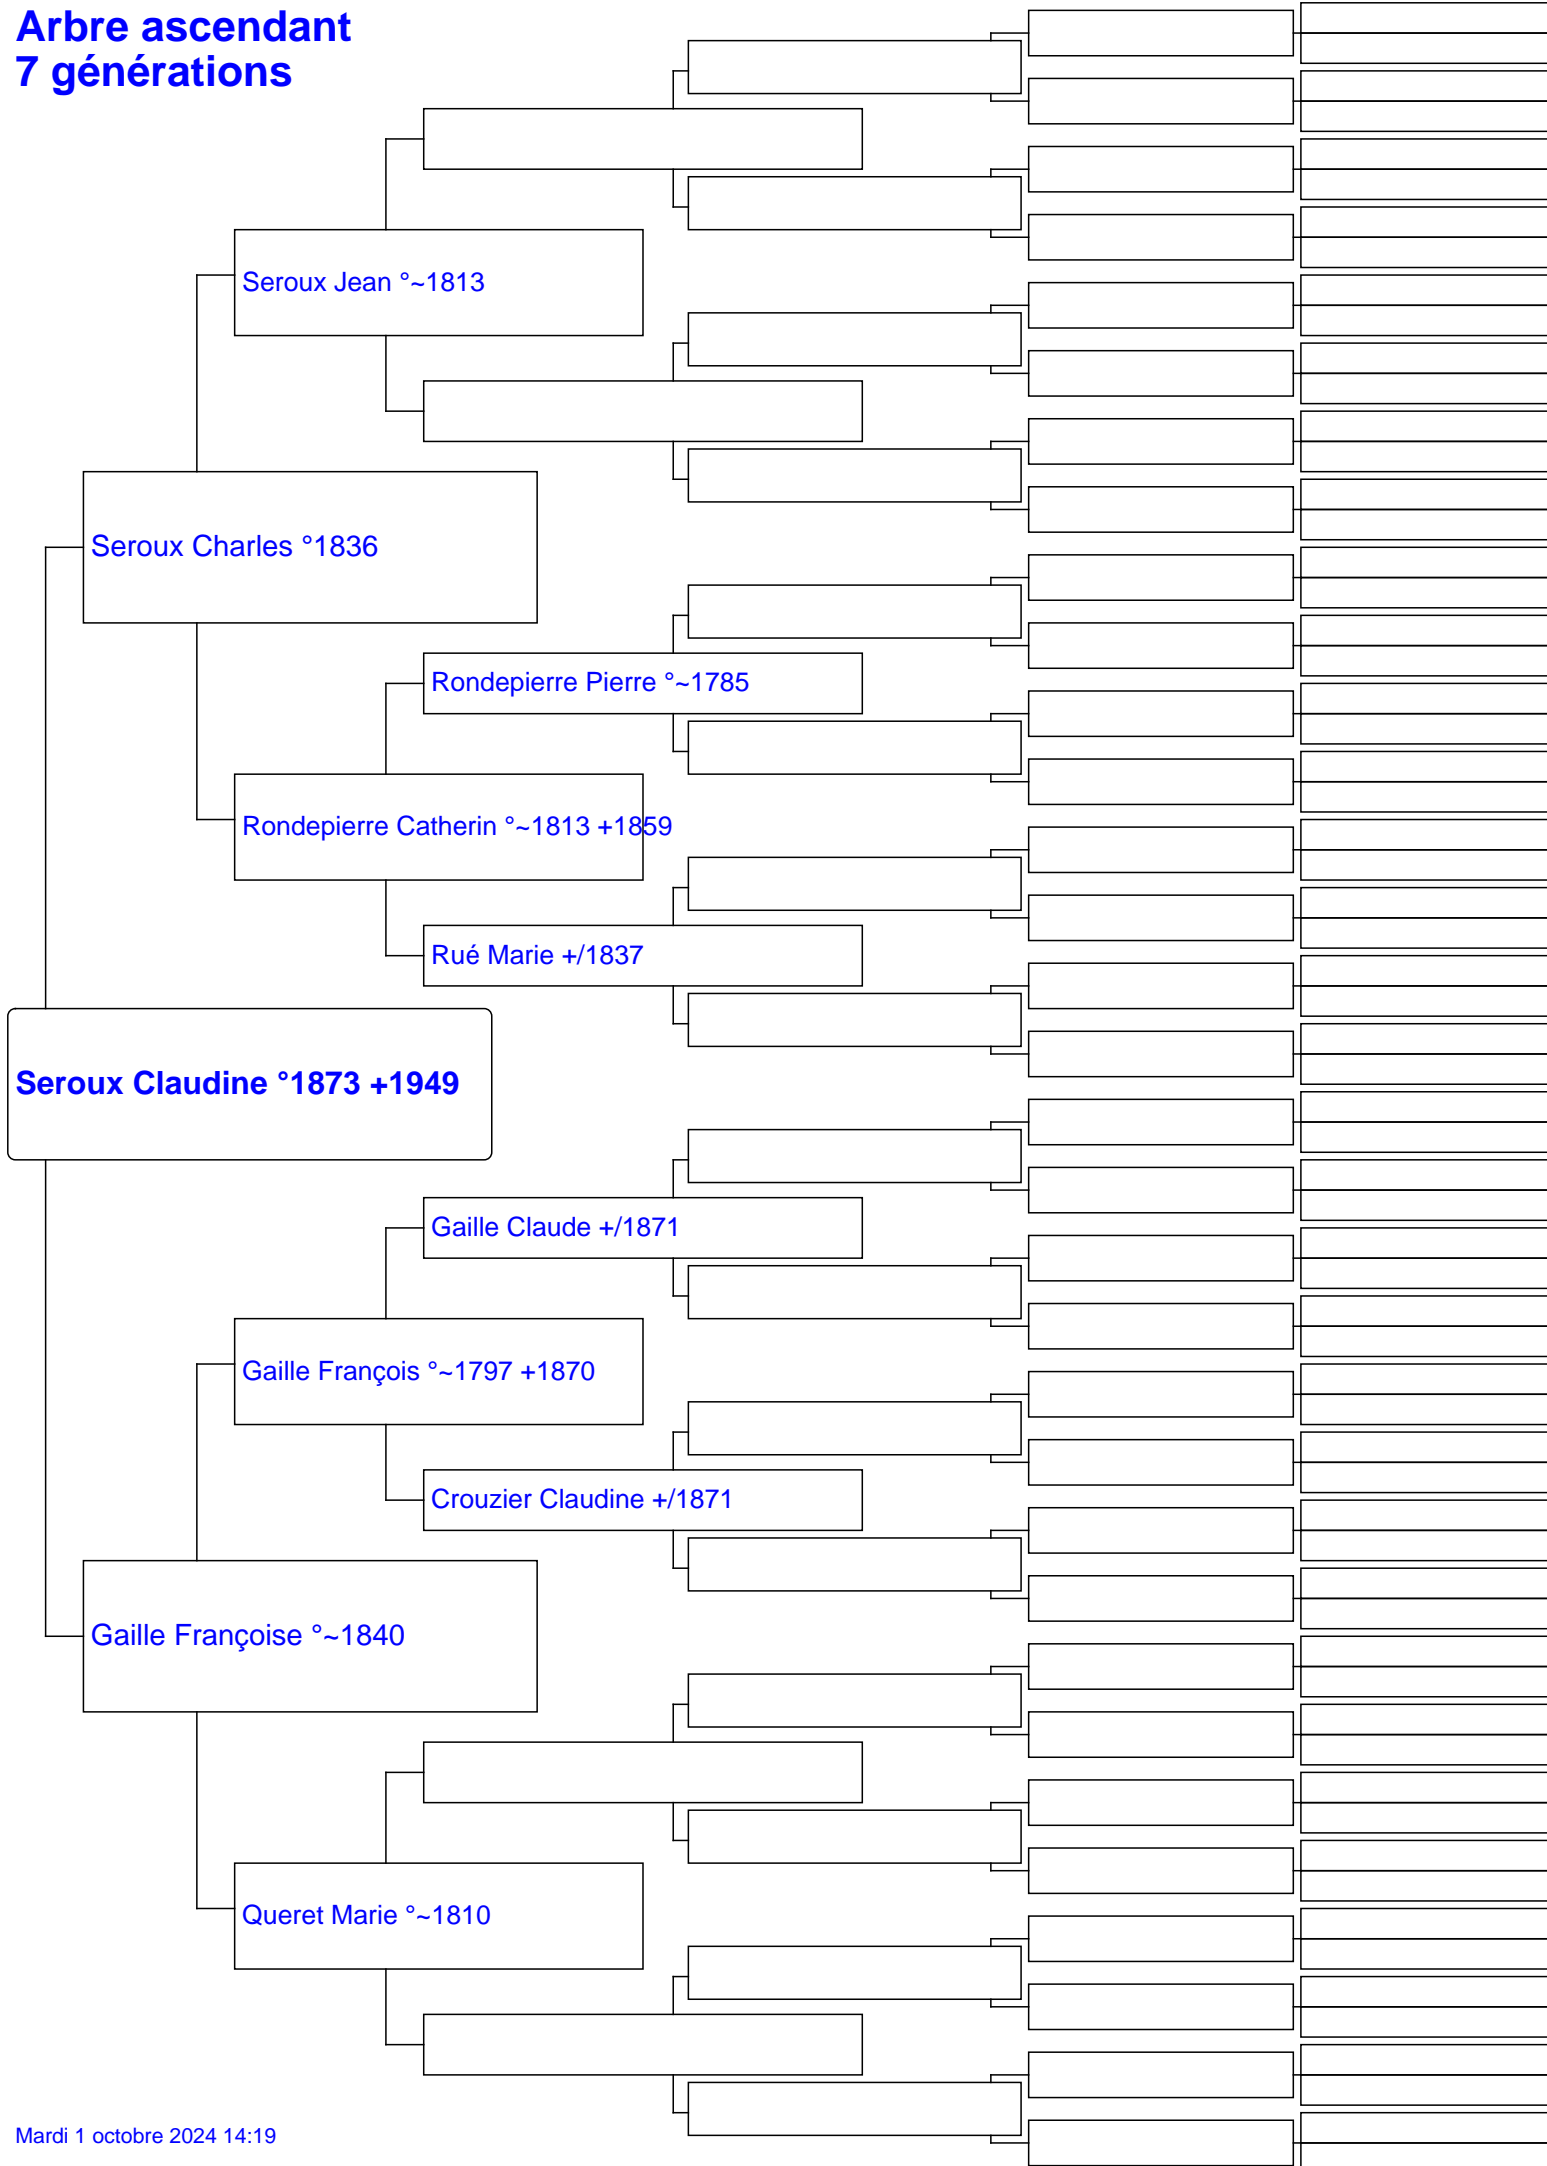 Arbre ascendant
7 générations
Seroux Jean °~1813
Seroux Charles °1836
Rondepierre Pierre °~1785
Rondepierre Catherin °~1813 +1859
Rué Marie +/1837
Seroux Claudine °1873 +1949
Gaille Claude +/1871
Gaille François °~1797 +1870
Crouzier Claudine +/1871
Gaille Françoise °~1840
Queret Marie °~1810
Mardi 1 octobre 2024 14:19